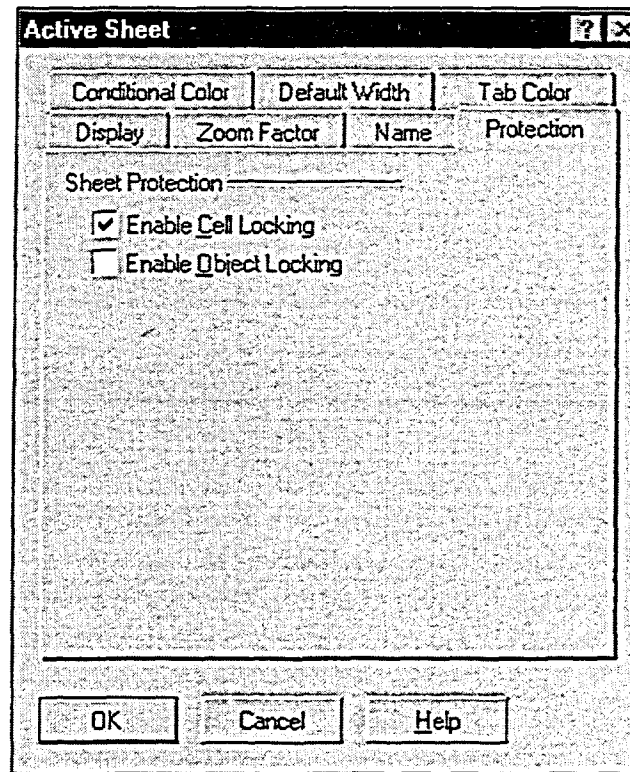 Active Sheet
Conditional Color Default Width Tab Color
Display Zoom Factor Name Protection
Sheet Protection
Enable Cell Locking
Enable Object Locking
OK Cancel Help